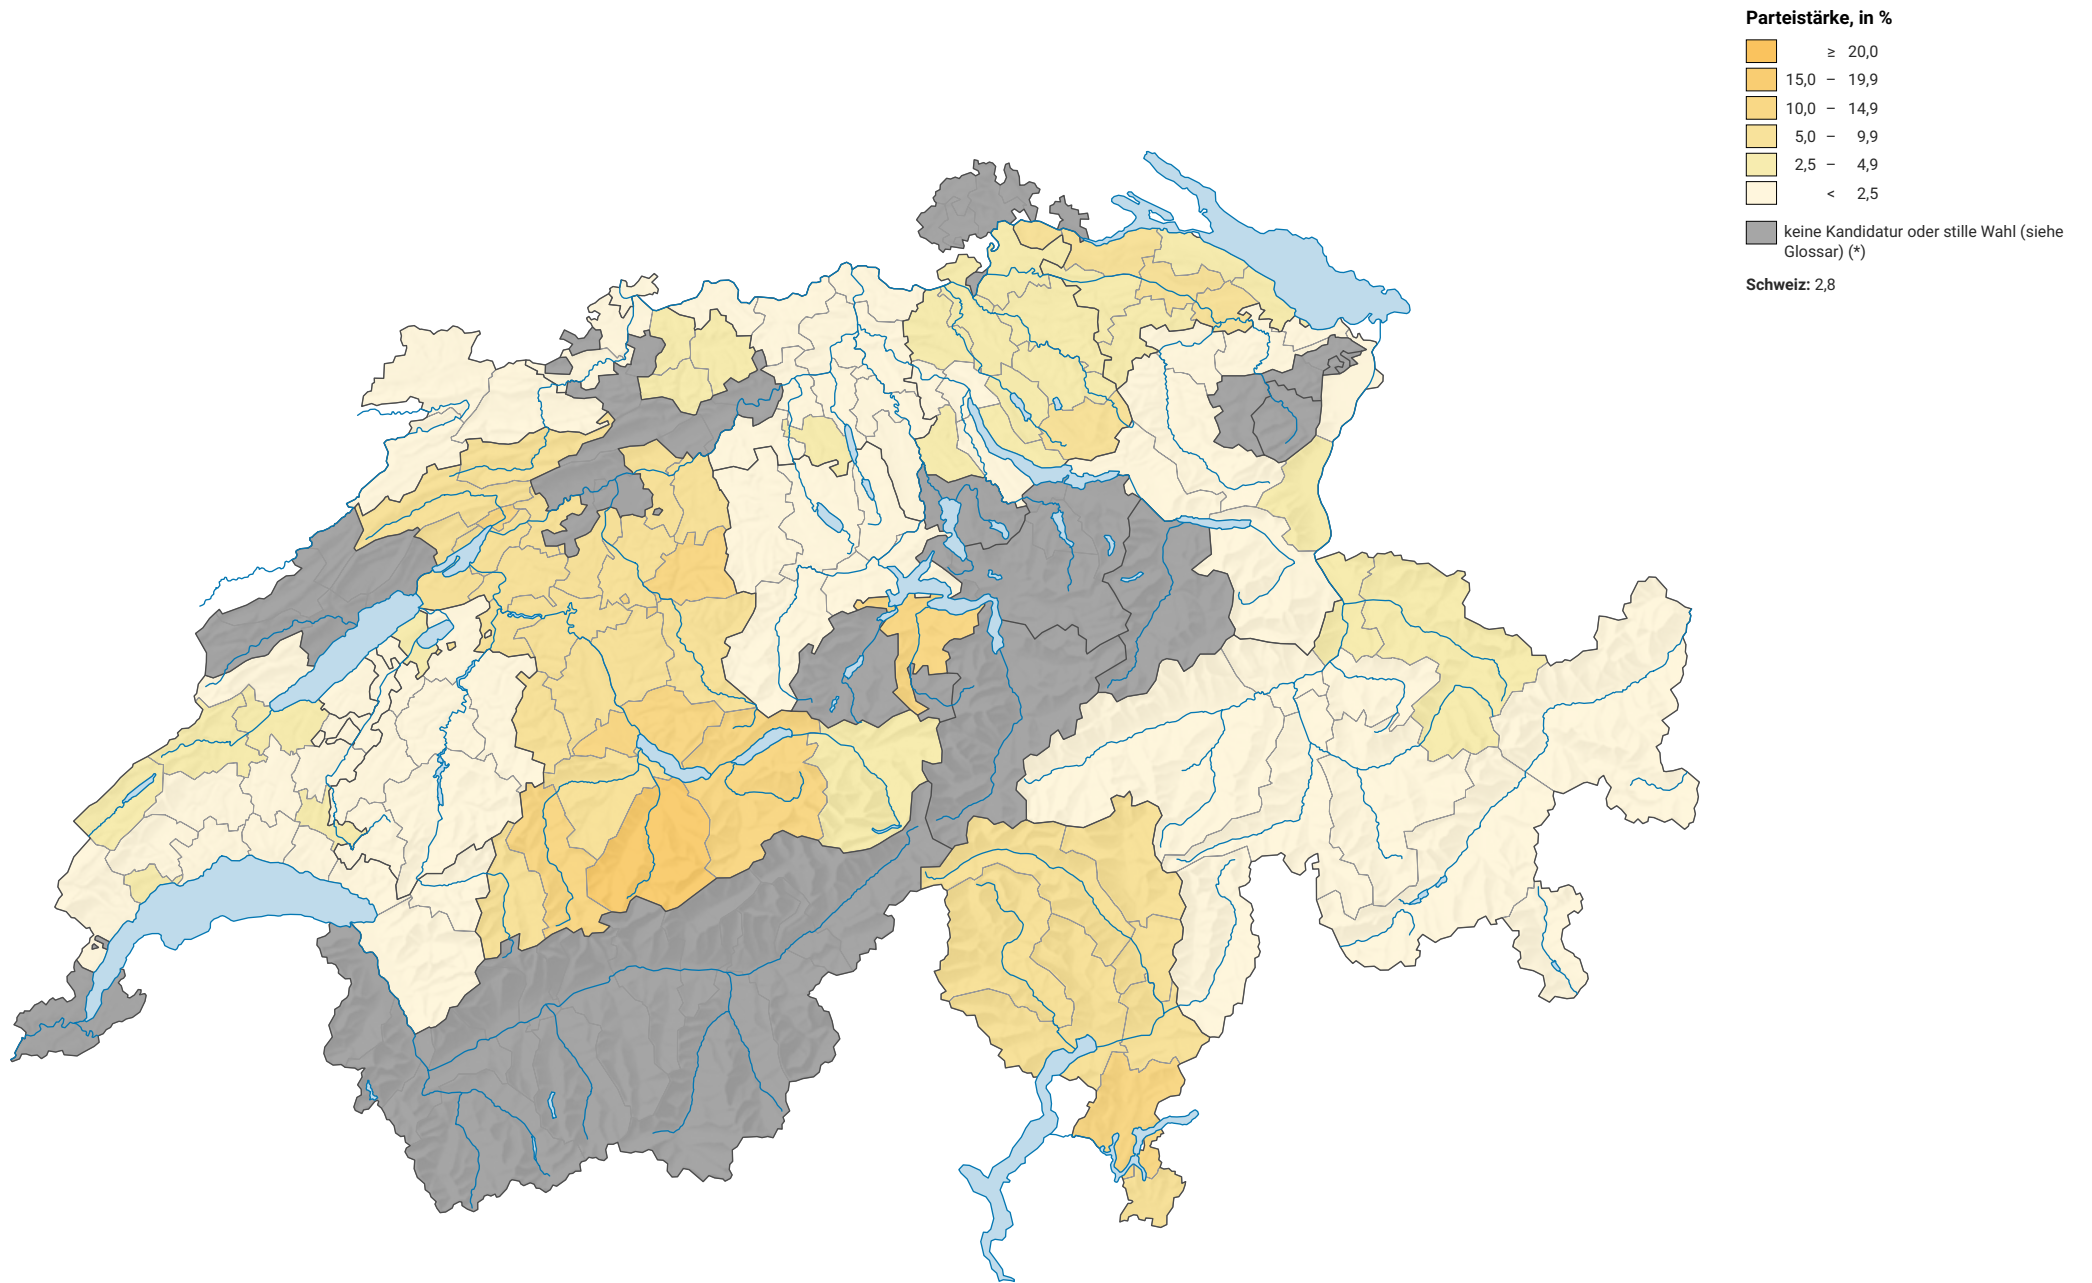 Parteistärke, in %
≥ 20,0
15,0 – 19,9
10,0 – 14,9
5,0 – 9,9
2,5 – 4,9
< 2,5
keine Kandidatur oder stille Wahl (siehe
Glossar) (*)
Schweiz: 2,8